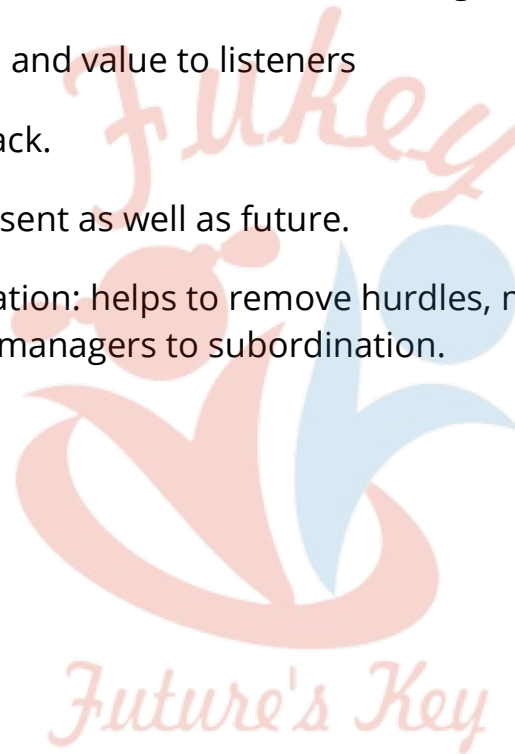 and value to listeners
ack.
sent as well as future.
ation: helps to remove hurdles, m
managers to subordination.
Fukey
Future's Key